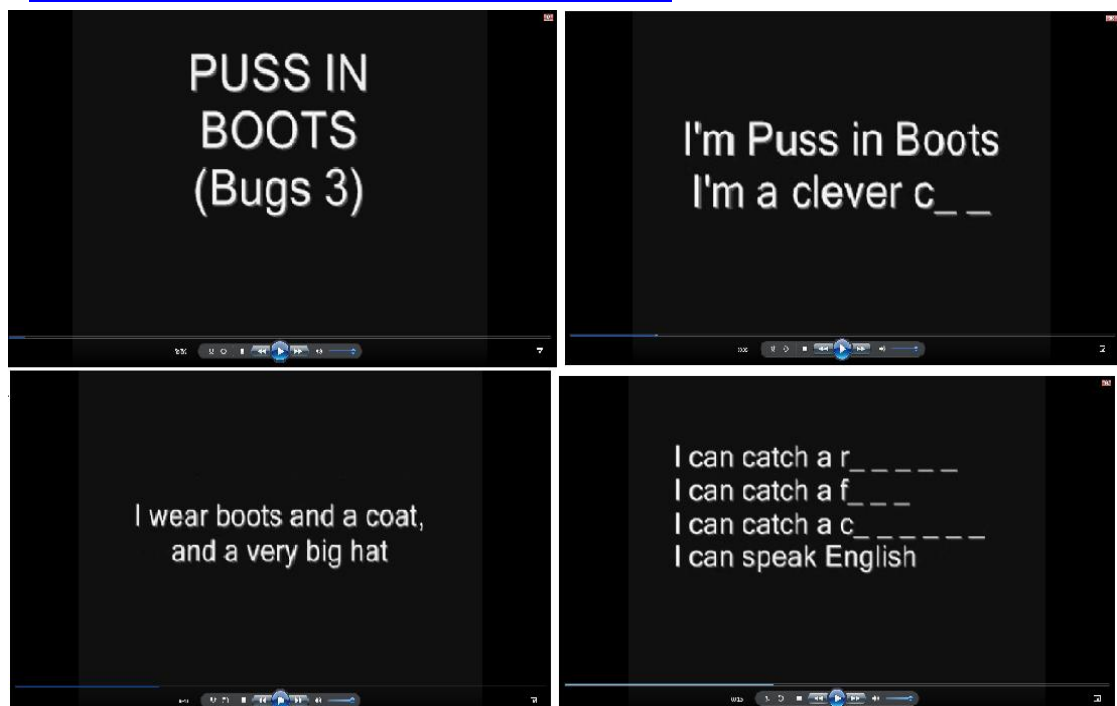 PUSS IN
BOOTS
(Bugs 3)
I'm Puss in Boots
I'm a clever c_ _
I wear boots and a coat,
and a very big hat
I can catch a r_ _ _ _ _
I can catch a f_ _ _
I can catch a c_ _ _ _ _ _
I can speak English